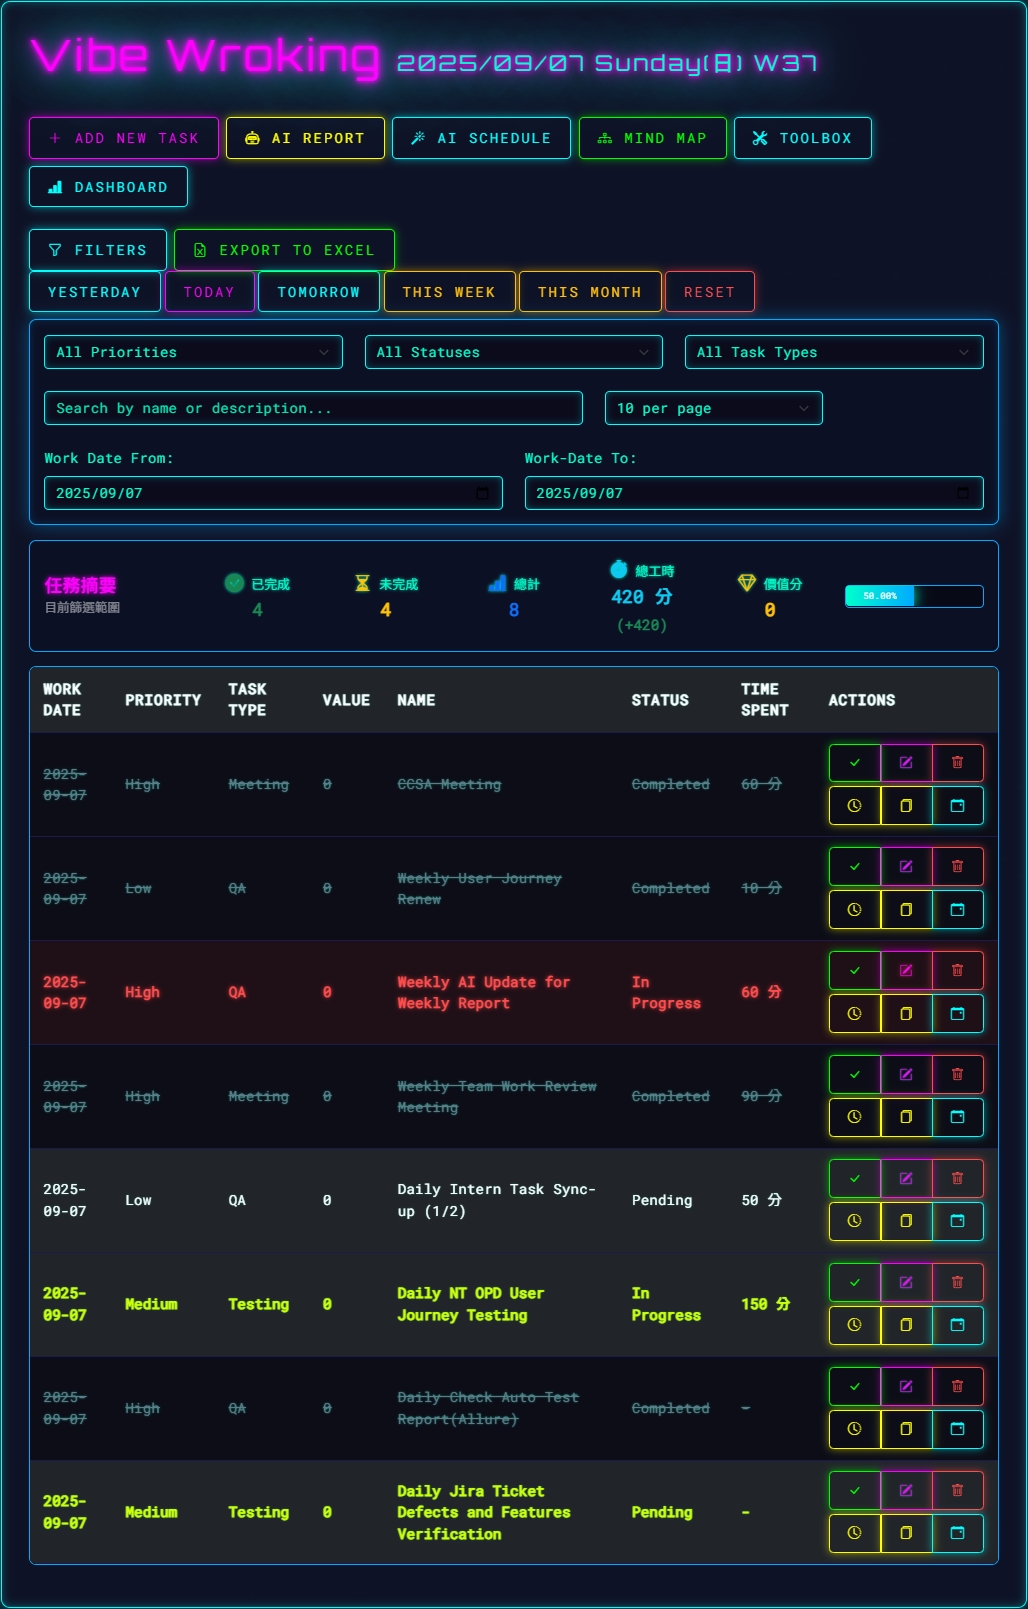 Vibe Wroking 2025/09/07 Sunday(日) W37
ADD NEW TASK AI REPORT AI SCHEDULE MIND MAP TOOLBOX
DASHBOARD
FILTERS EXPORT TO EXCEL
YESTERDAY TODAY TOMORROW THIS WEEK THIS MONTH RESET
All Priorities All Statuses All Task Types
Search by name or description... 10 per page
Work Date From: Work-Date To:
2025/09/07 2025/09/07
任務摘要
目前篩選範圍
已完成
4
未完成
4
總計
8
總工時
420 分
(+420)
價值分
0
50.00%
WORK DATE PRIORITY TASK TYPE VALUE NAME STATUS TIME SPENT ACTIONS
2025-09-07 High Meeting 0 CCSA Meeting Completed 60 分
2025-09-07 Low QA 0 Weekly User Journey Renew Completed 10 分
2025-09-07 High QA 0 Weekly AI Update for Weekly Report In Progress 60 分
2025-09-07 High Meeting 0 Weekly Team Work Review Meeting Completed 90 分
2025-09-07 Low QA 0 Daily Intern Task Sync-up (1/2) Pending 50 分
2025-09-07 Medium Testing 0 Daily NT OPD User Journey Testing In Progress 150 分
2025-09-07 High QA 0 Daily Check Auto Test Report(Allure) Completed -
2025-09-07 Medium Testing 0 Daily Jira Ticket Defects and Features Verification Pending -